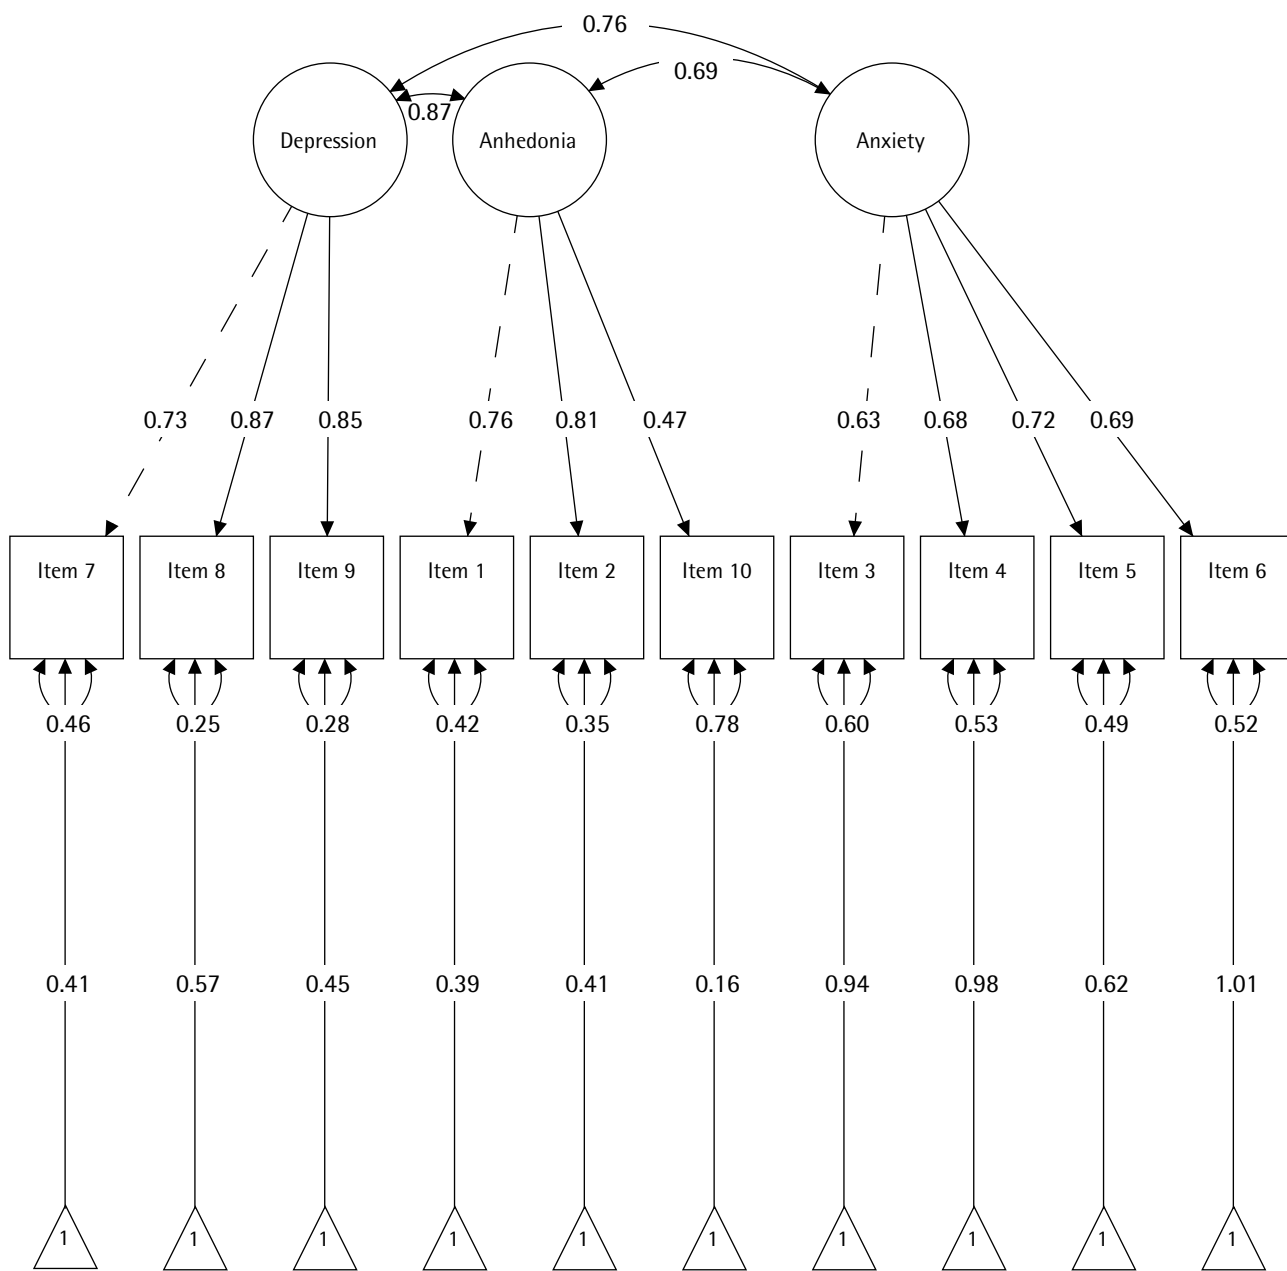 0.76
0.69
0.87
Depression Anhedonia Anxiety
0.73 0.87 0.85 0.76 0.81 0.47 0.63 0.68 0.72 0.69
Item 7 Item 8 Item 9 Item 1 Item 2 Item 10 Item 3 Item 4 Item 5 Item 6
0.46 0.25 0.28 0.42 0.35 0.78 0.60 0.53 0.49 0.52
0.41 0.57 0.45 0.39 0.41 0.16 0.94 0.98 0.62 1.01
1 1 1 1 1 1 1 1 1 1